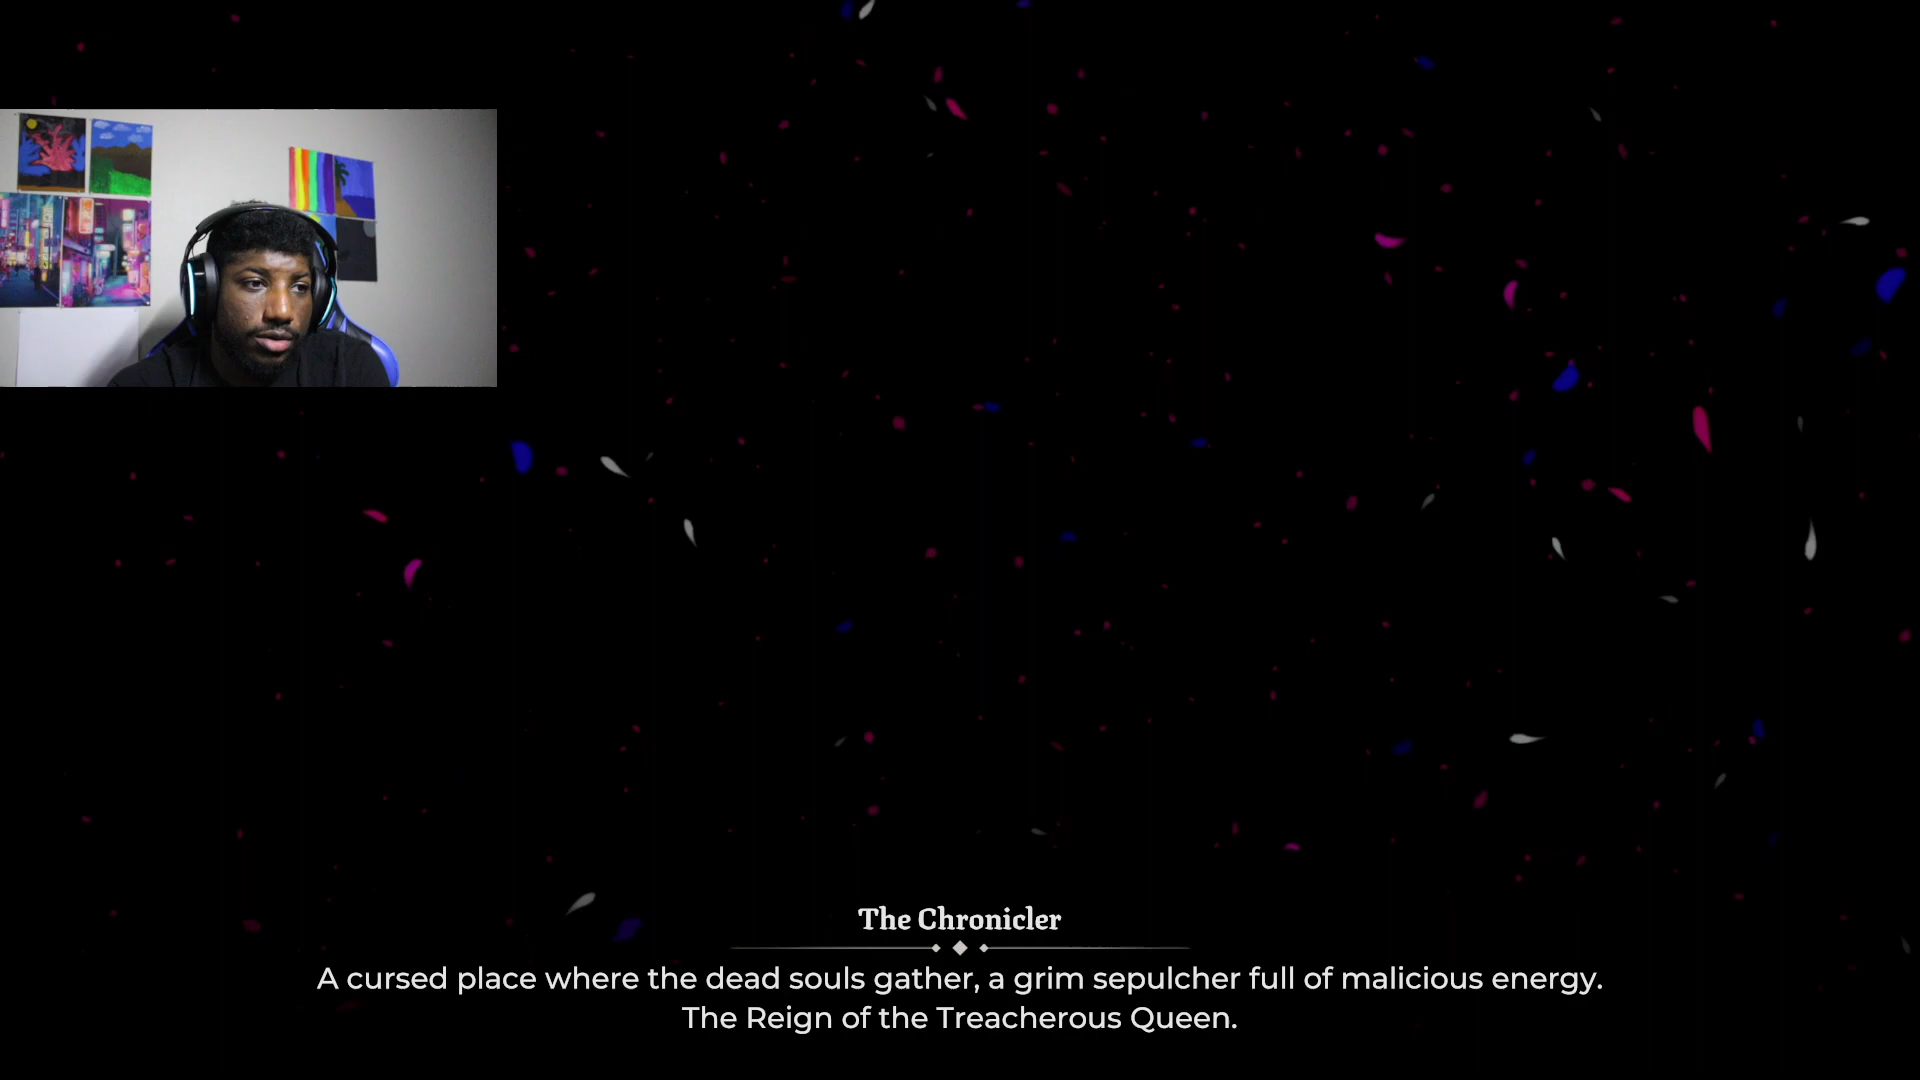 The Chronicler
A cursed place where the dead souls gather, a grim sepulcher full of malicious energy.
The Reign of the Treacherous Queen.